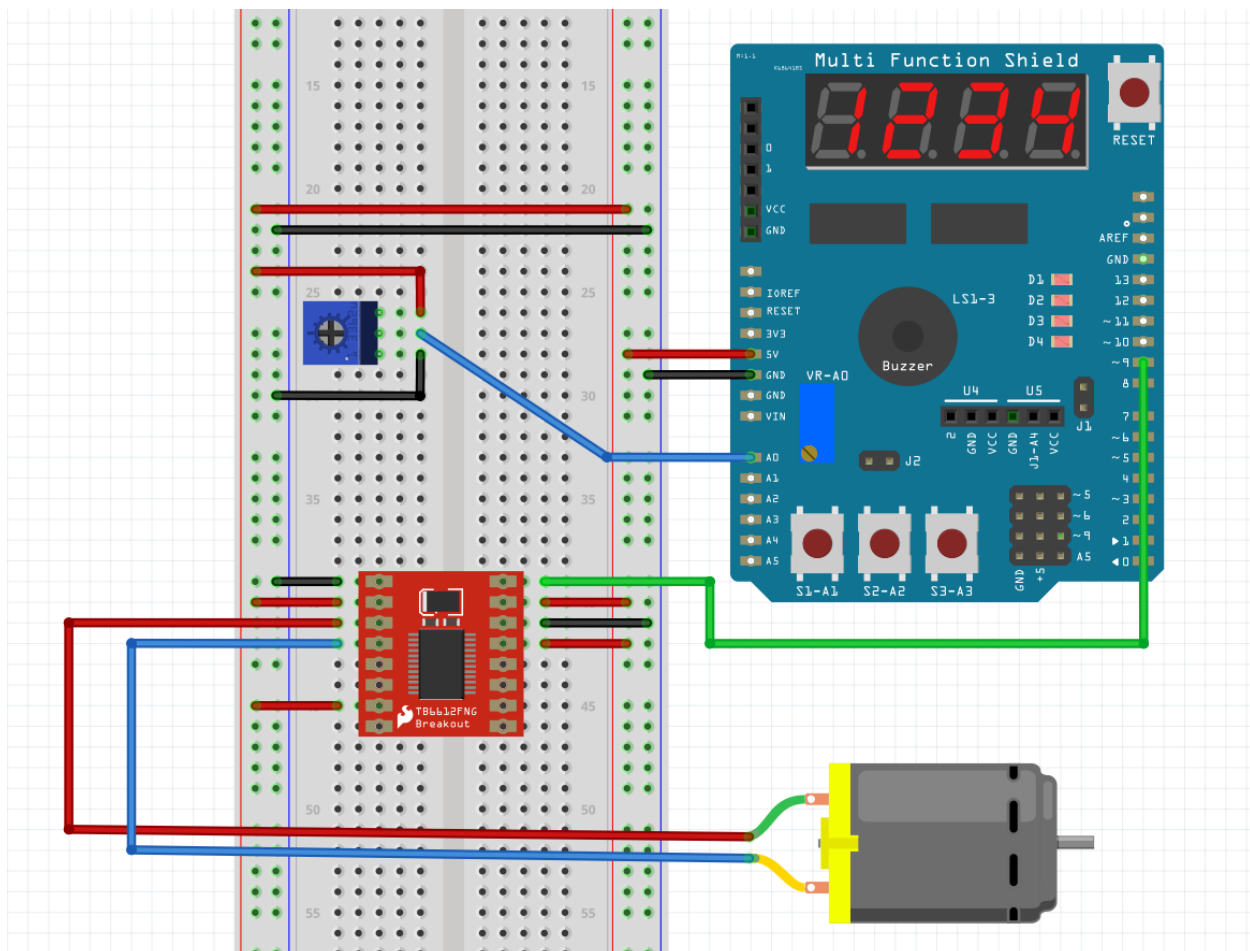 Multi Function Shield
1234
RESET
0
1
VCC
GND
AREF
GND
13
12
~11
~10
~9
8
7
~6
~5
4
~3
2
1
0
IOREF
RESET
3V3
5V
GND
GND
VIN
A0
A1
A2
A3
A4
A5
D1
D2
D3
D4
LS1-3
Buzzer
VR-A0
U4
U5
2
GND
VCC
GND
J1-A4
VCC
J1
J2
~5
~6
~9
A5
GND
+5
S1-A1
S2-A2
S3-A3
15
15
20
20
25
25
30
30
35
35
45
45
50
50
55
55
TB6612FNG
Breakout